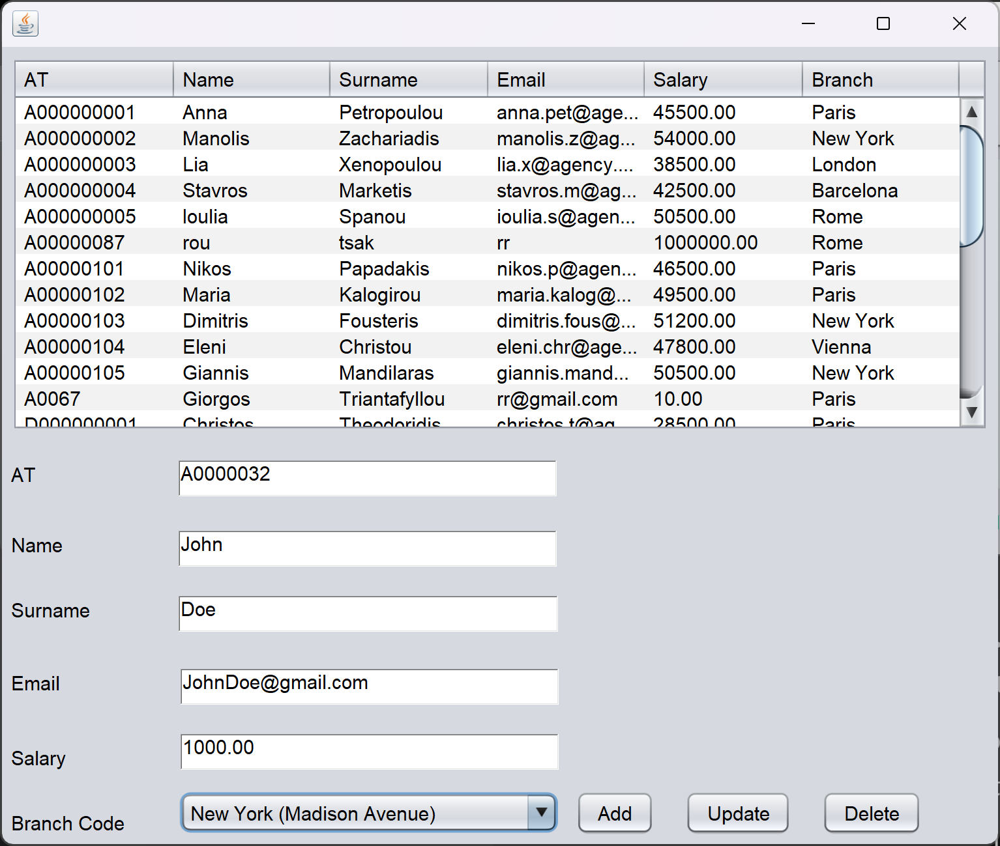 AT Name Surname Email Salary Branch
A000000001 Anna Petropoulou anna.pet@age... 45500.00 Paris
A000000002 Manolis Zachariadis manolis.z@ag... 54000.00 New York
A000000003 Lia Xenopoulou lia.x@agency.... 38500.00 London
A000000004 Stavros Marketis stavros.m@ag... 42500.00 Barcelona
A000000005 Ioulia Spanou ioulia.s@agen... 50500.00 Rome
A00000087 rou tsak rr 1000000.00 Rome
A00000101 Nikos Papadakis nikos.p@agen... 46500.00 Paris
A00000102 Maria Kalogirou maria.kalog@... 49500.00 Paris
A00000103 Dimitris Fousteris dimitris.fous@... 51200.00 New York
A00000104 Eleni Christou eleni.chr@age... 47800.00 Vienna
A00000105 Giannis Mandilaras giannis.mand... 50500.00 New York
A0067 Giorgos Triantafyllou rr@gmail.com 10.00 Paris
D000000001 Christos Theodoridis christos.t@ag... 28500.00 Paris
AT A0000032
Name John
Surname Doe
Email JohnDoe@gmail.com
Salary 1000.00
Branch Code New York (Madison Avenue) Add Update Delete